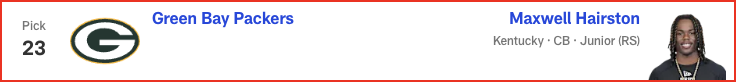 Pick
23
G
Green Bay Packers
Maxwell Hairston
Kentucky · CB · Junior (RS)